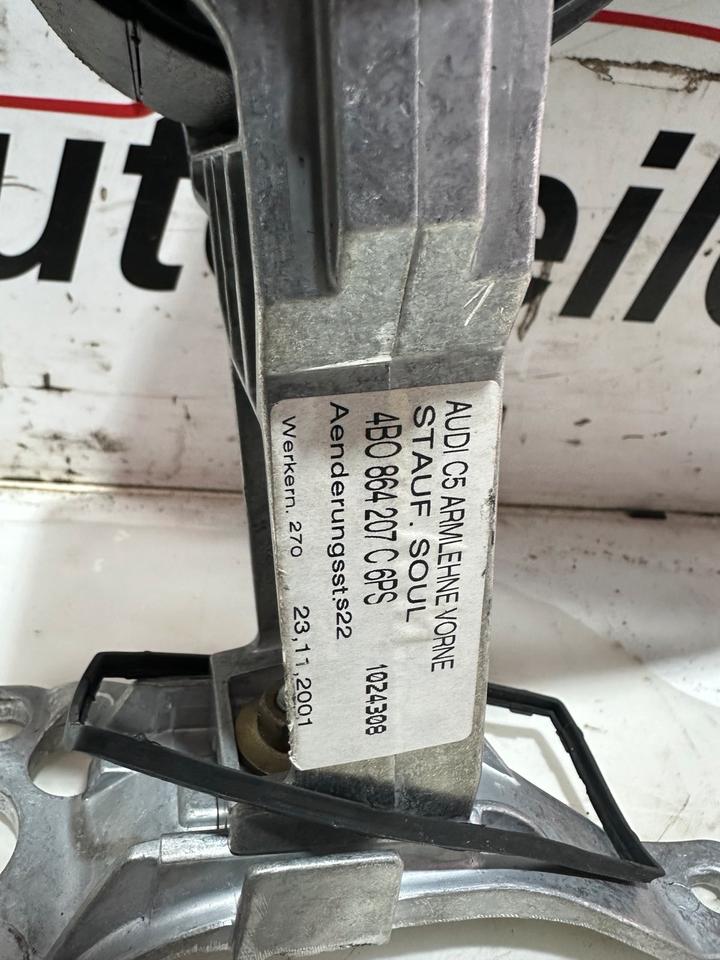 AUDI C5 ARMLEHNE VORNE
STAUF. SOUL
4B0 864 207 C 6PS 1024308
Aenderungsst.s22
Werkern. 270 23,11,2001